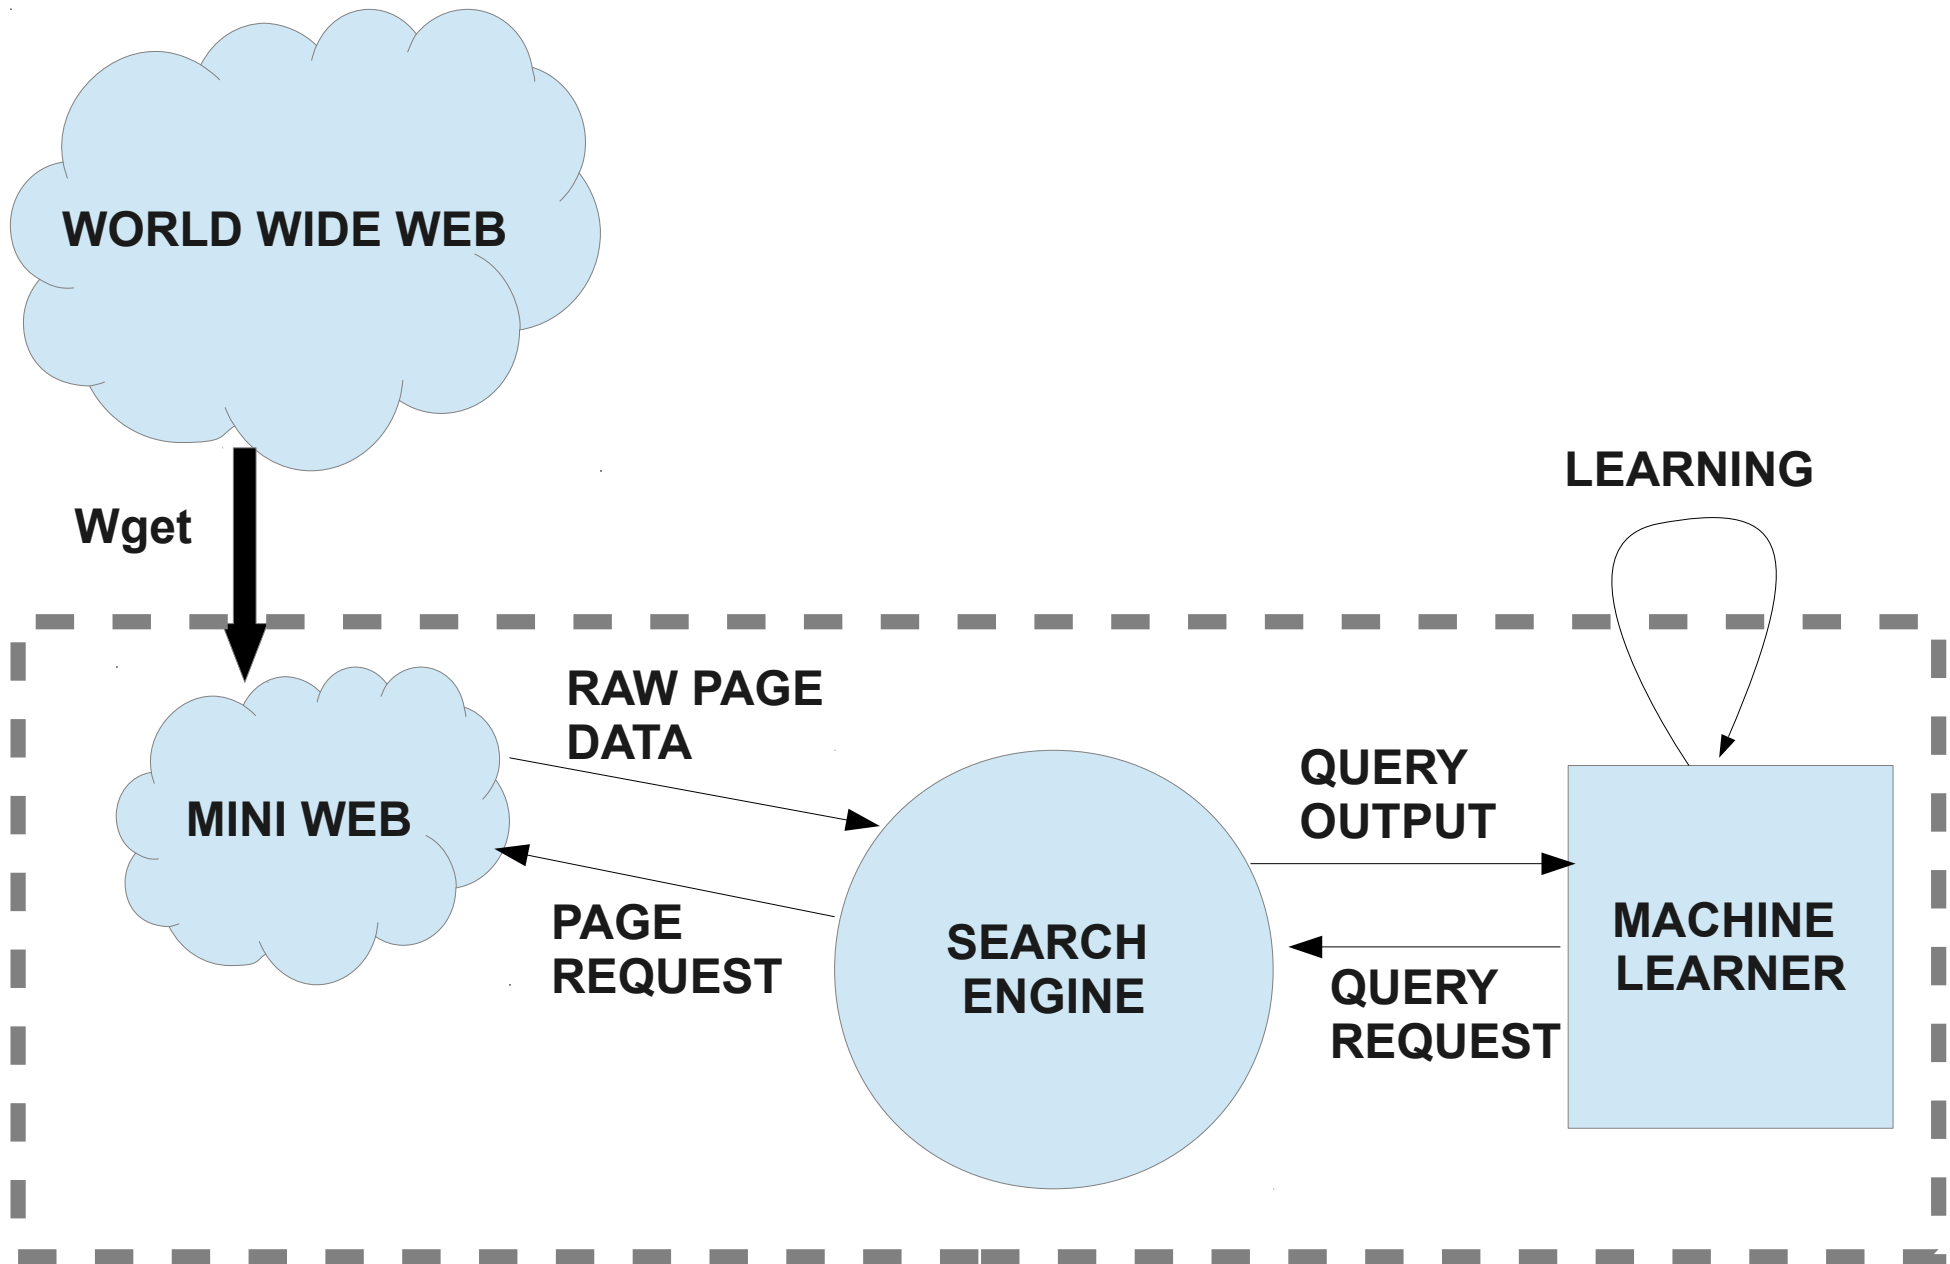 WORLD WIDE WEB
Wget
LEARNING
RAW PAGE
DATA
MINI WEB
PAGE
REQUEST
SEARCH
ENGINE
QUERY
OUTPUT
QUERY
REQUEST
MACHINE
LEARNER